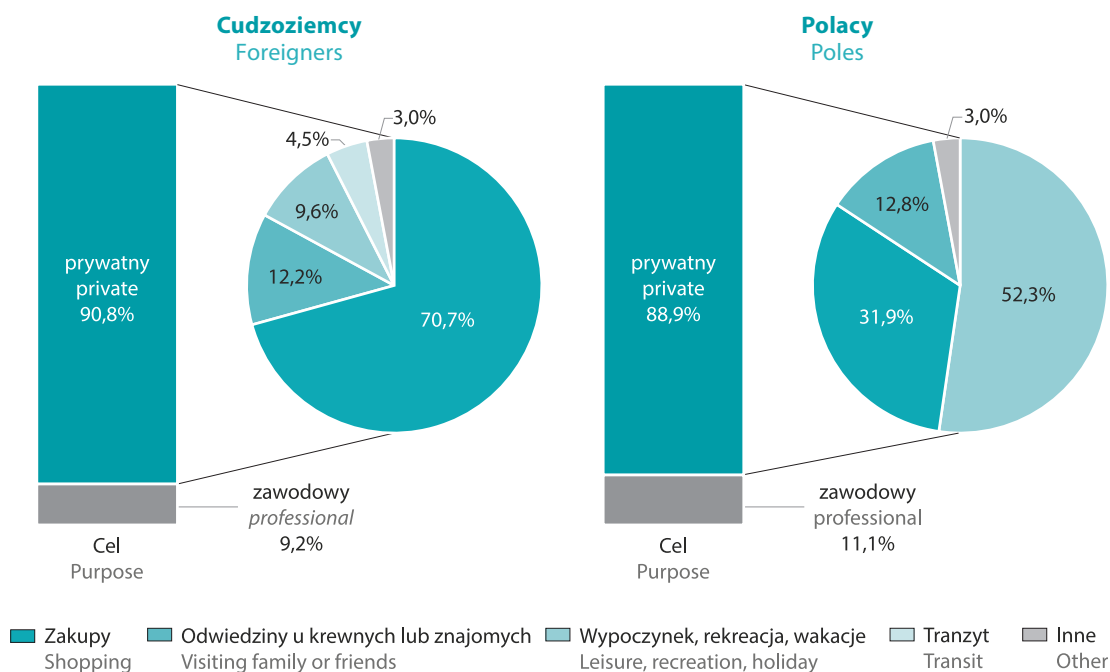 Cudzoziemcy
Foreigners
prywatny
private
90,8%
3,0%
4,5%
9,6%
12,2%
70,7%
zawodowy
professional
9,2%
Cel
Purpose
Polacy
Poles
prywatny
private
88,9%
3,0%
12,8%
31,9%
52,3%
zawodowy
professional
11,1%
Cel
Purpose
Zakupy
Shopping
Odwiedziny u krewnych lub znajomych
Visiting family or friends
Wypoczynek, rekreacja, wakacje
Leisure, recreation, holiday
Tranzyt
Transit
Inne
Other